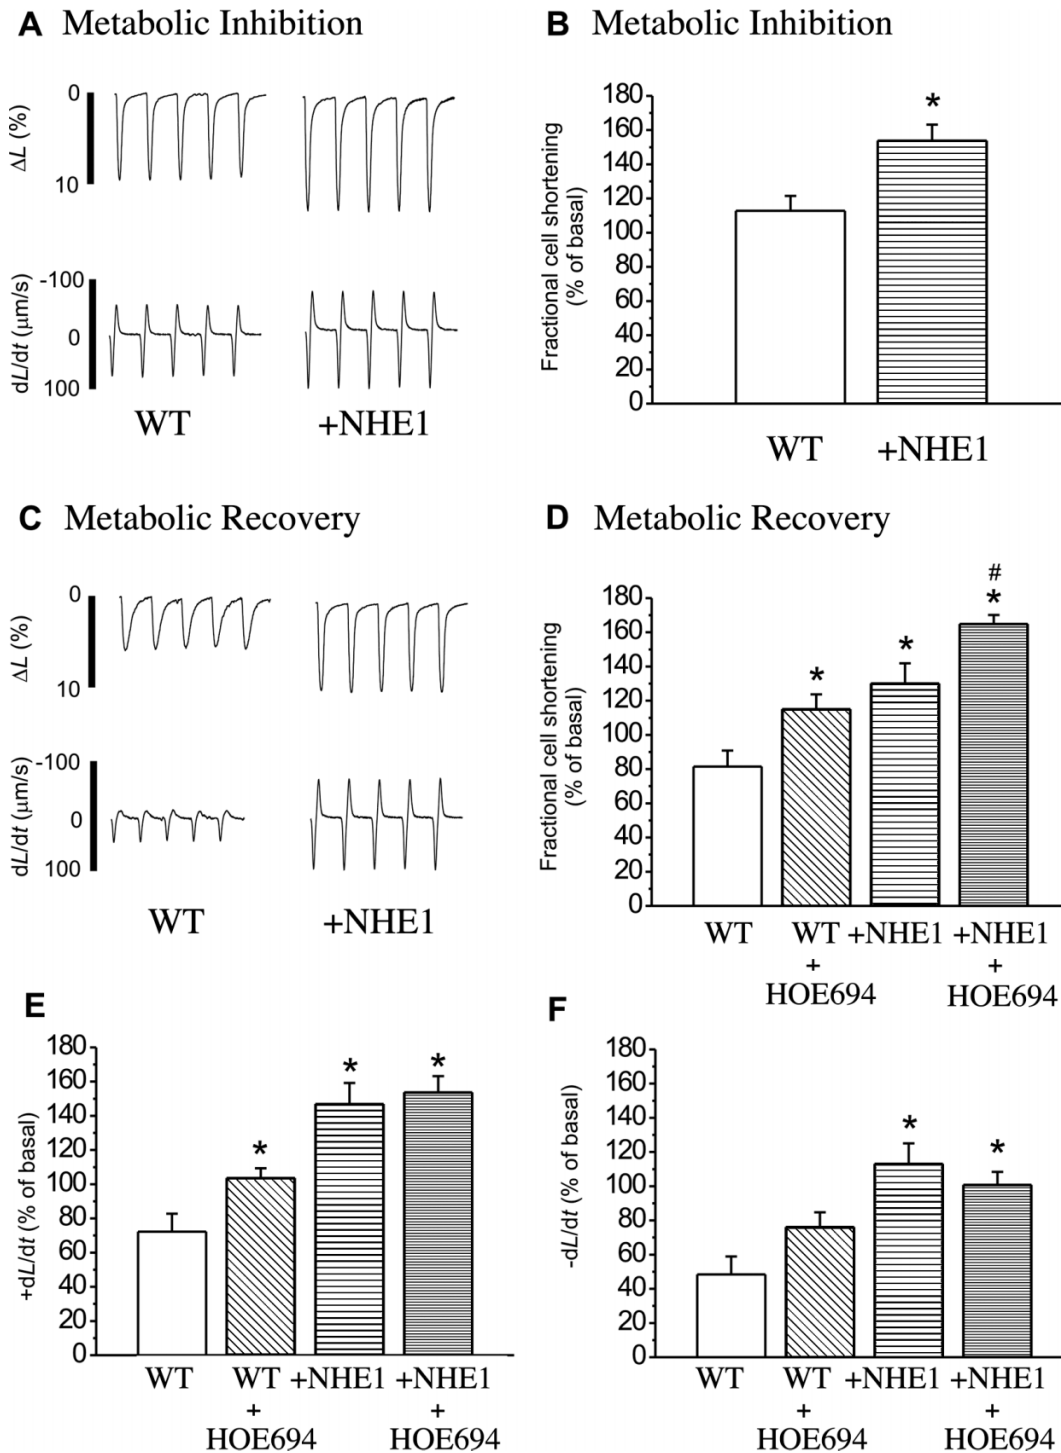 A Metabolic Inhibition
ΔL (%)
0
10
dL/dt (μm/s)
-100
0
100
WT
+NHE1
B Metabolic Inhibition
Fractional cell shortening
(% of basal)
180
160
140
120
100
80
60
40
20
0
*
WT
+NHE1
C Metabolic Recovery
ΔL (%)
0
10
dL/dt (μm/s)
-100
0
100
WT
+NHE1
D Metabolic Recovery
Fractional cell shortening
(% of basal)
180
160
140
120
100
80
60
40
20
0
*
*
#
*
WT WT +NHE1 +NHE1
+ +
HOE694 HOE694
E
+dL/dt (% of basal)
180
160
140
120
100
80
60
40
20
0
*
*
*
WT WT +NHE1 +NHE1
+ +
HOE694 HOE694
F
-dL/dt (% of basal)
180
160
140
120
100
80
60
40
20
0
*
*
WT WT +NHE1 +NHE1
+ +
HOE694 HOE694